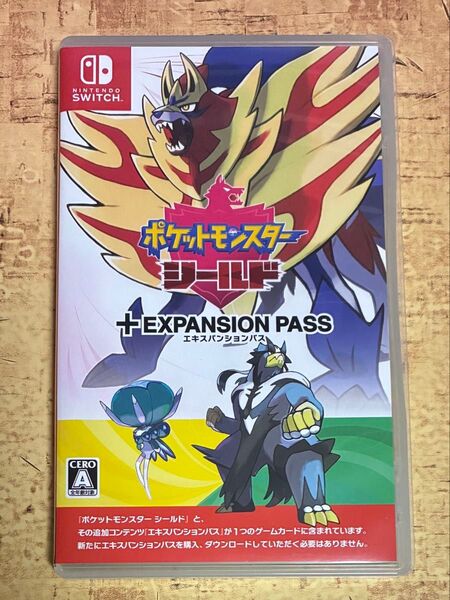 NINTENDO
SWITCH™
ポケットモンスター
シールド
+EXPANSION PASS
エキスパンションパス
CERO
A
全年齢対象
「ポケットモンスター シールド」と、
その追加コンテンツ「エキスパンションパス」が1つのゲームカードに含まれています。
新たにエキスパンションパスを購入、ダウンロードしていただく必要はありません。